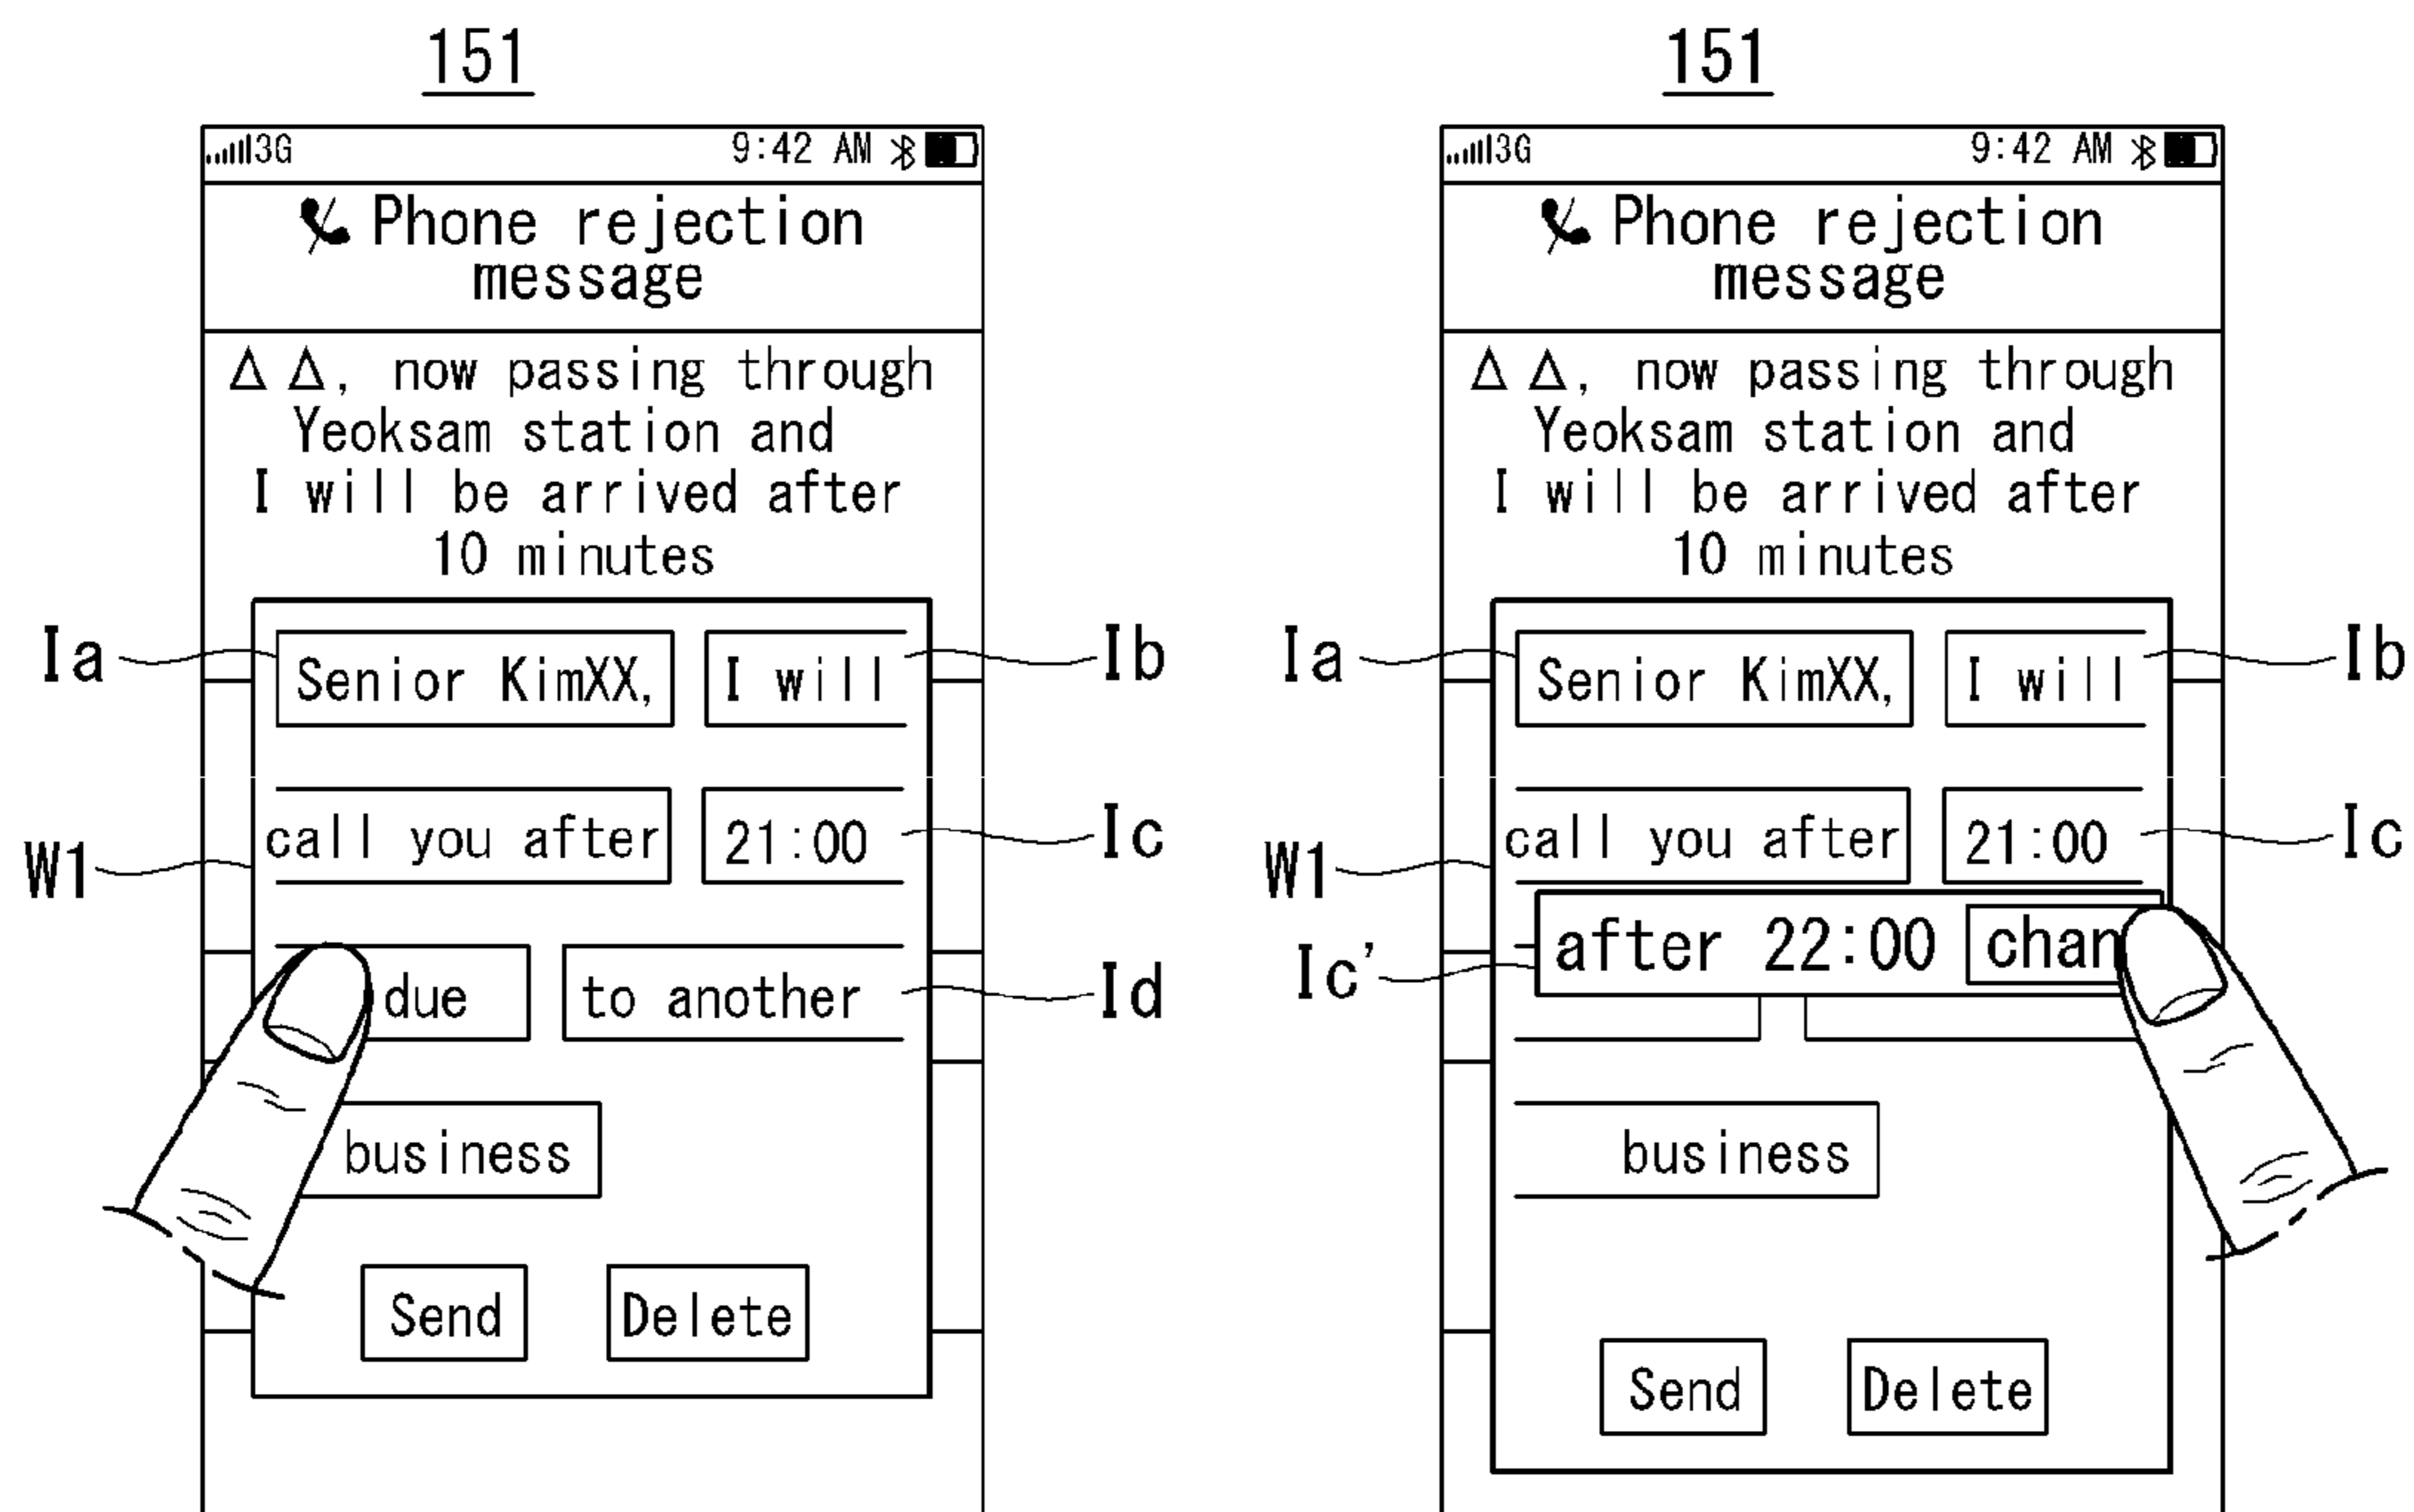 151
3G 9:42 AM
Phone rejection
message
Δ Δ, now passing through
Yeoksam station and
I will be arrived after
10 minutes
Ia Senior KimXX, I will Ib
W1 call you after 21:00 Ic
due to another Id
business
Send Delete
151
3G 9:42 AM
Phone rejection
message
Δ Δ, now passing through
Yeoksam station and
I will be arrived after
10 minutes
Ia Senior KimXX, I will Ib
W1 call you after 21:00 Ic
Ic' after 22:00 chan
business
Send Delete